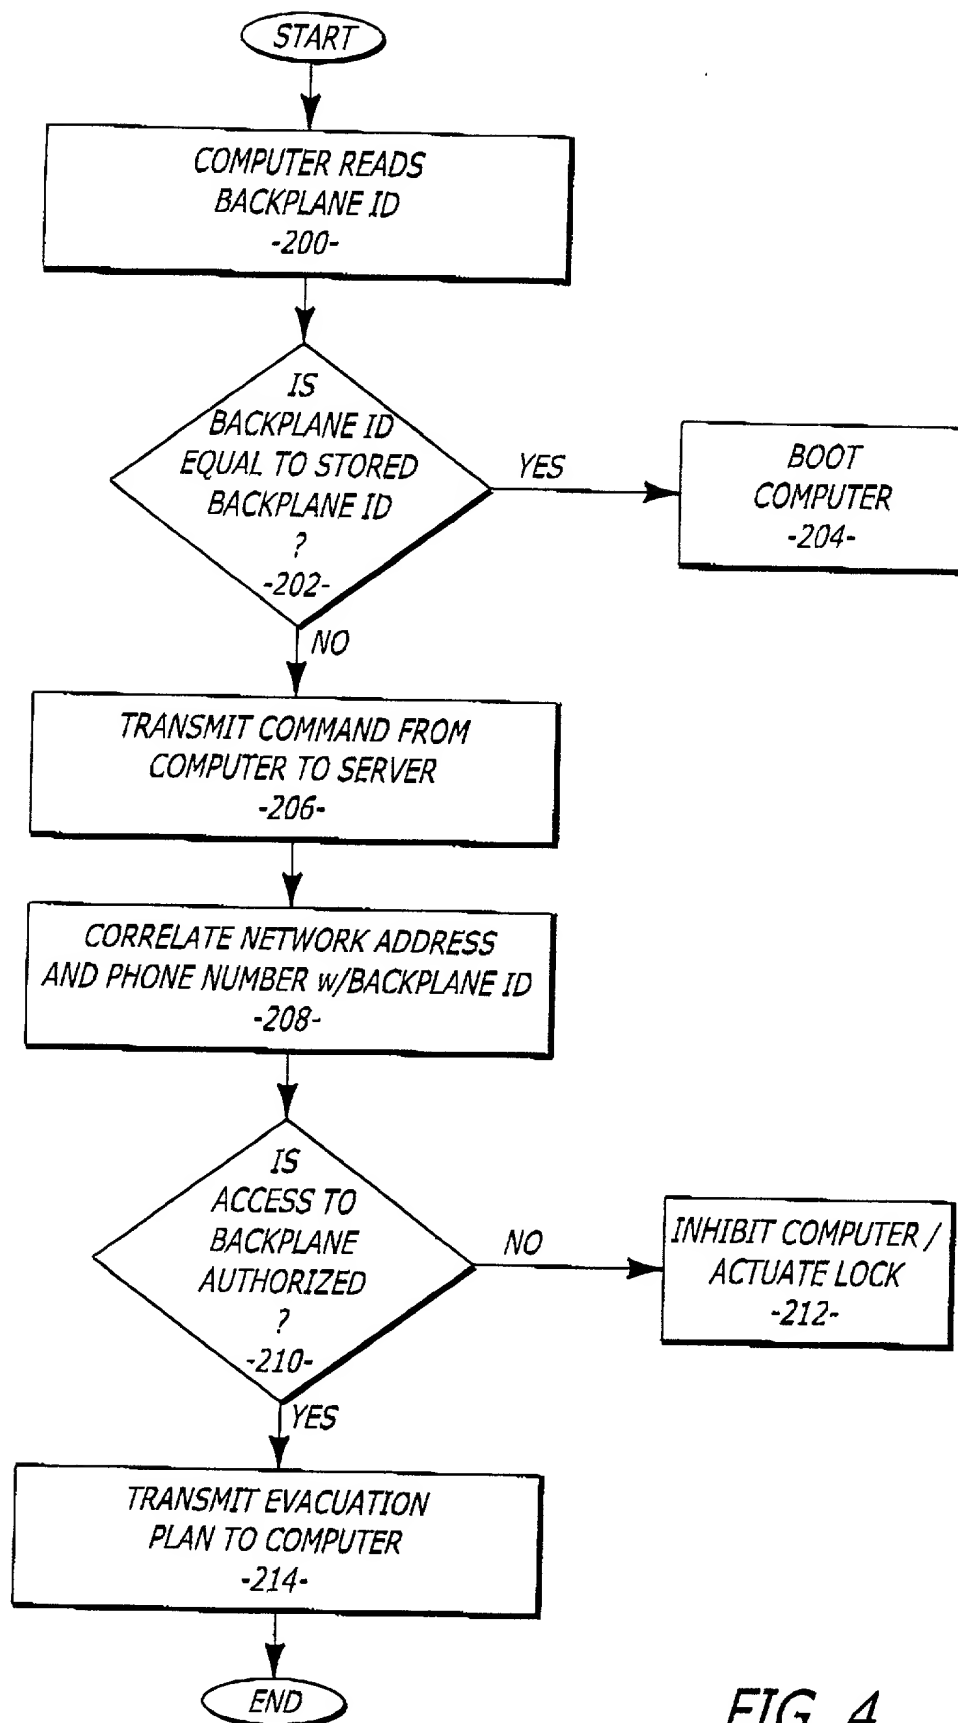 START
COMPUTER READS
BACKPLANE ID
-200-
IS
BACKPLANE ID
EQUAL TO STORED
BACKPLANE ID
?
-202-
YES
BOOT
COMPUTER
-204-
NO
TRANSMIT COMMAND FROM
COMPUTER TO SERVER
-206-
CORRELATE NETWORK ADDRESS
AND PHONE NUMBER w/BACKPLANE ID
-208-
IS
ACCESS TO
BACKPLANE
AUTHORIZED
?
-210-
NO
INHIBIT COMPUTER /
ACTUATE LOCK
-212-
YES
TRANSMIT EVACUATION
PLAN TO COMPUTER
-214-
END
FIG. 4